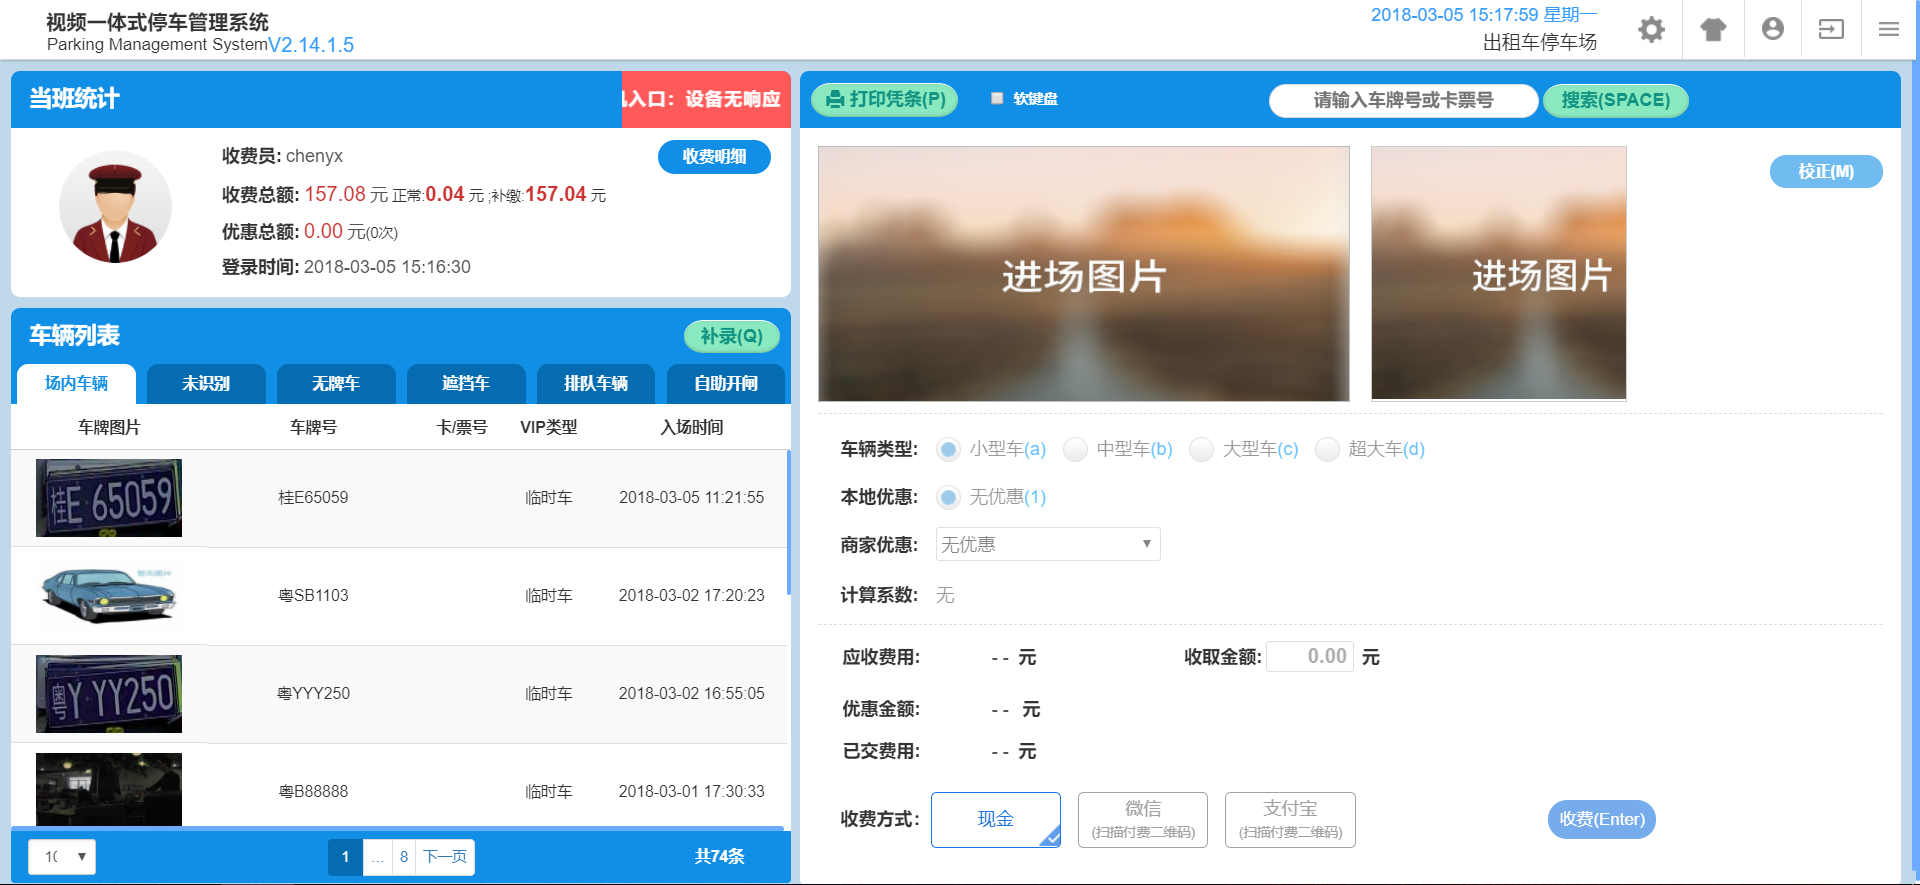 视频一体式停车管理系统
Parking Management SystemV2.14.1.5
2018-03-05 15:17:59 星期一
出租车停车场
当班统计
入口：设备无响应
收费员: chenyx
收费明细
收费总额: 157.08 元 正常:0.04 元 ;补缴:157.04 元
优惠总额: 0.00 元(0次)
登录时间: 2018-03-05 15:16:30
车辆列表
补录(Q)
场内车辆 未识别 无牌车 遮挡车 排队车辆 自助开闸
车牌图片 车牌号 卡/票号 VIP类型 入场时间
桂E 65059 桂E65059 临时车 2018-03-05 11:21:55
暂无图片 粤SB1103 临时车 2018-03-02 17:20:23
粤Y YY250 粤YYY250 临时车 2018-03-02 16:55:05
粤B88888 临时车 2018-03-01 17:30:33
10 1 ... 8 下一页 共74条
打印凭条(P) 软键盘 请输入车牌号或卡票号 搜索(SPACE)
进场图片 进场图片
校正(M)
车辆类型: 小型车(a) 中型车(b) 大型车(c) 超大车(d)
本地优惠: 无优惠(1)
商家优惠: 无优惠
计算系数: 无
应收费用: -- 元 收取金额: 0.00 元
优惠金额: -- 元
已交费用: -- 元
收费方式: 现金 微信 支付宝 收费(Enter)
(扫描付费二维码) (扫描付费二维码)